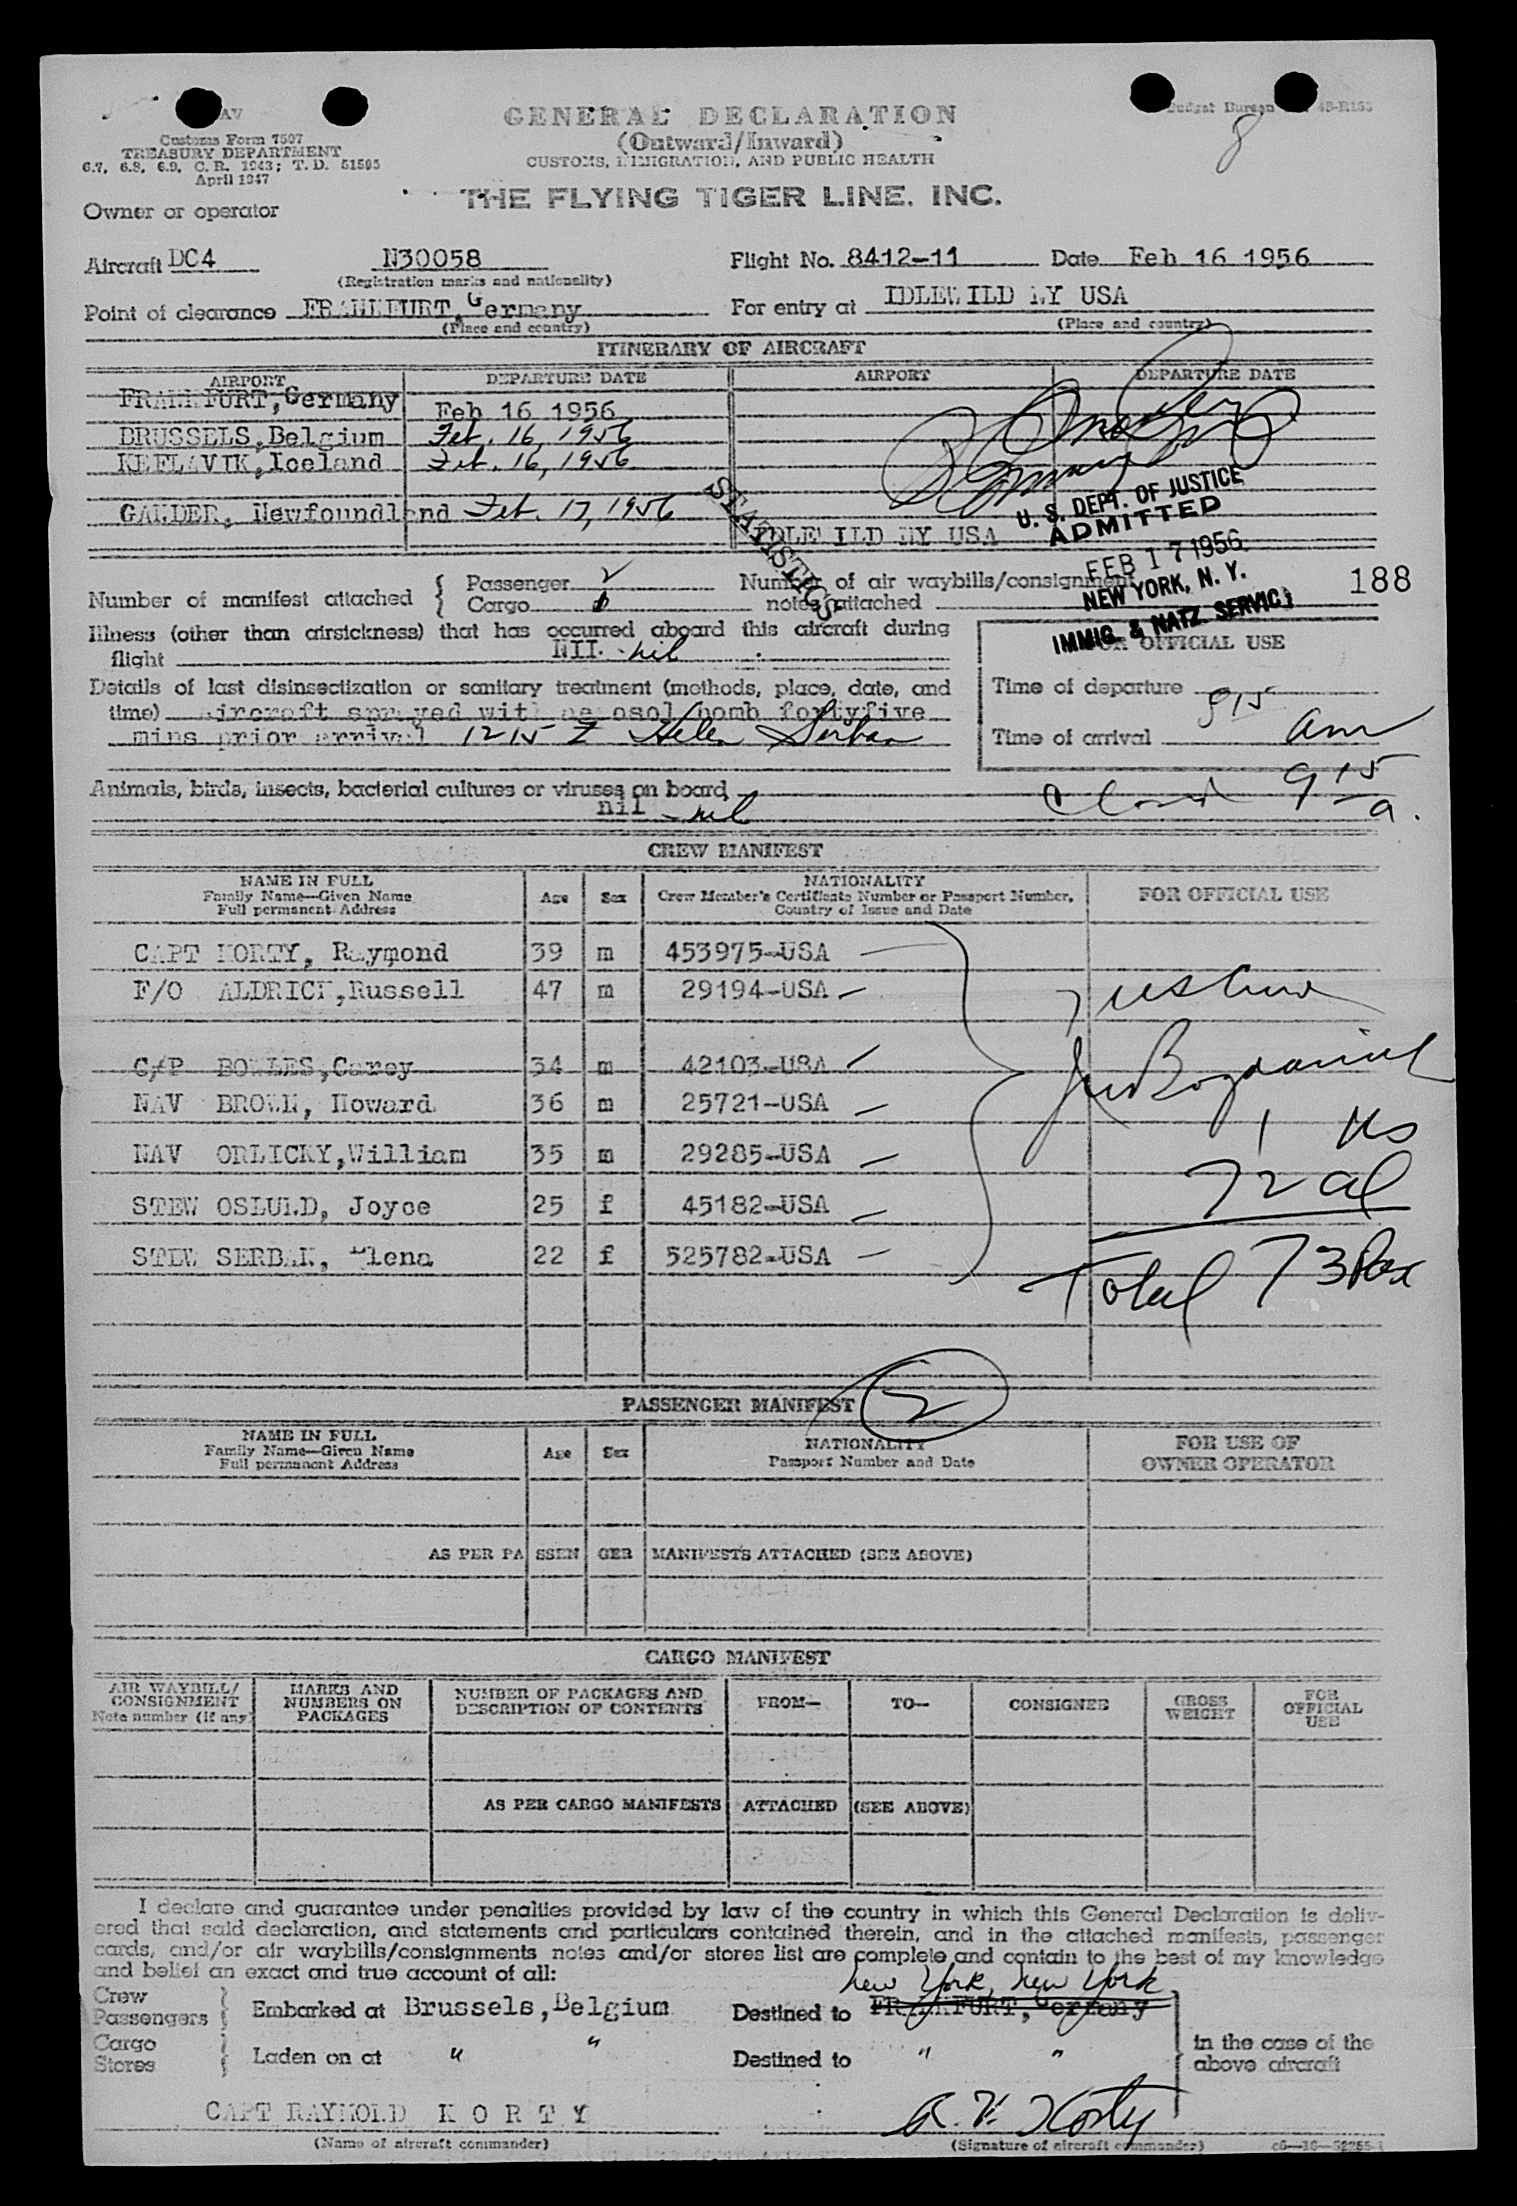 GENERAL DECLARATION
Budget Bureau 48-R153
8
(Outward/Inward)
Customs Form 7507
TREASURY DEPARTMENT
CUSTOMS, IMMIGRATION, AND PUBLIC HEALTH
6.7, 6.8, 6.9, C. R. 1943; T. D. 51595
April 1947
THE FLYING TIGER LINE. INC.
Owner or operator
Aircraft DC4 N30058 Flight No. 8412-11 Date Feb 16 1956
(Registration marks and nationality)
Point of clearance FRANKFURT, Germany For entry at IDLEWILD NY USA
(Place and country) (Place and country)
ITINERARY OF AIRCRAFT
AIRPORT DEPARTURE DATE AIRPORT DEPARTURE DATE
FRANKFURT, Germany Feb 16 1956
BRUSSELS, Belgium Feb. 16, 1956
KEFLAVIK, Iceland Feb. 16, 1956
GANDER, Newfoundland Feb. 17, 1956
STATISTICS
IDLEWILD NY USA
U. S. DEPT. OF JUSTICE
ADMITTED
FEB 17 1956
NEW YORK, N. Y.
IMMIG. & NATZ. SERVICE
188
Number of manifest attached { Passenger 2 Number of air waybills/consignment
Cargo notes attached
Illness (other than airsickness) that has occurred aboard this aircraft during
flight NIL nil
FOR OFFICIAL USE
Details of last disinsectization or sanitary treatment (methods, place, date, and
time) Aircraft sprayed with aerosol bomb fortyfive
mins prior arrival 1215 Z Helen Serban
Time of departure
Time of arrival 915 am
Animals, birds, insects, bacterial cultures or viruses on board
nil nil
Closed 915 a.
CREW MANIFEST
NAME IN FULL
Family Name—Given Name
Full permanent Address
Age Sex
NATIONALITY
Crew Member's Certificate Number or Passport Number,
Country of Issue and Date
FOR OFFICIAL USE
CAPT KORTY, Raymond 39 m 453975-USA
F/O ALDRICH, Russell 47 m 29194-USA
7 us Crew
C/P BOWLES, Carey 34 m 42103-USA
NAV BROWN, Howard 36 m 25721-USA
1 us
NAV ORLICKY, William 35 m 29285-USA
72 al
STEW OSLUND, Joyce 25 f 45182-USA
STEW SERBAN, Elena 22 f 525782-USA
Total 73 Pax
PASSENGER MANIFEST 2
NAME IN FULL
Family Name—Given Name
Full permanent Address
Age Sex
NATIONALITY
Passport Number and Date
FOR USE OF
OWNER OPERATOR
AS PER PASSENGER MANIFESTS ATTACHED (SEE ABOVE)
CARGO MANIFEST
AIR WAYBILL/
CONSIGNMENT
Note number (if any)
MARKS AND
NUMBERS ON
PACKAGES
NUMBER OF PACKAGES AND
DESCRIPTION OF CONTENTS
FROM— TO— CONSIGNEE
GROSS
WEIGHT
FOR
OFFICIAL
USE
AS PER CARGO MANIFESTS ATTACHED (SEE ABOVE)
I declare and guarantee under penalties provided by law of the country in which this General Declaration is deliv-
ered that said declaration, and statements and particulars contained therein, and in the attached manifests, passenger
cards, and/or air waybills/consignments notes and/or stores list are complete and contain to the best of my knowledge
and belief an exact and true account of all:
New York, New York
Crew
Passengers } Embarked at Brussels, Belgium Destined to FRANKFURT, Germany
Cargo
Stores } Laden on at " " Destined to " "
in the case of the
above aircraft
CAPT RAYMOLD KORTY R. V. Korty
(Name of aircraft commander) (Signature of aircraft commander)